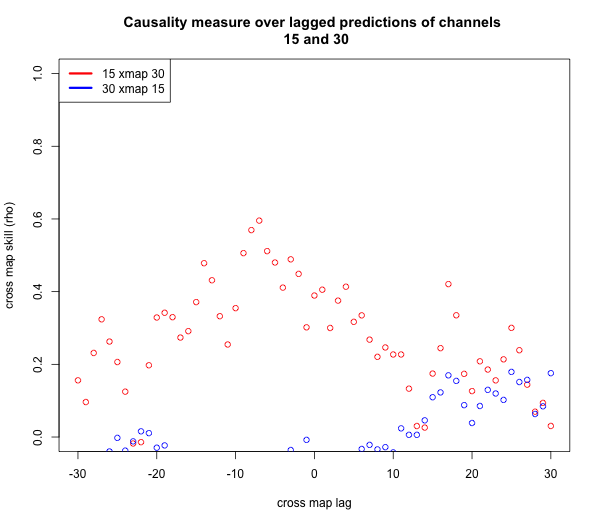 Causality measure over lagged predictions of channels
15 and 30
15 xmap 30
30 xmap 15
1.0
0.8
0.6
0.4
0.2
0.0
cross map skill (rho)
-30 -20 -10 0 10 20 30
cross map lag